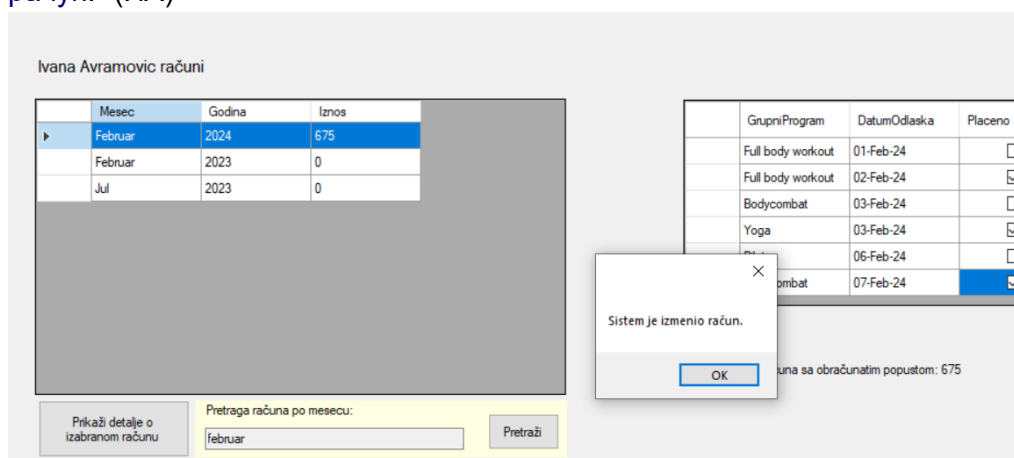 Ivana Avramovic računi
Mesec Godina Iznos
Februar 2024 675
Februar 2023 0
Jul 2023 0
GrupniProgram DatumOdlaska Placeno
Full body workout 01-Feb-24
Full body workout 02-Feb-24
Bodycombat 03-Feb-24
Yoga 03-Feb-24
06-Feb-24
ombat 07-Feb-24
Sistem je izmenio račun.
OK
una sa obračunatim popustom: 675
Prikaži detalje o
izabranom računu
Pretraga računa po mesecu:
februar
Pretraži